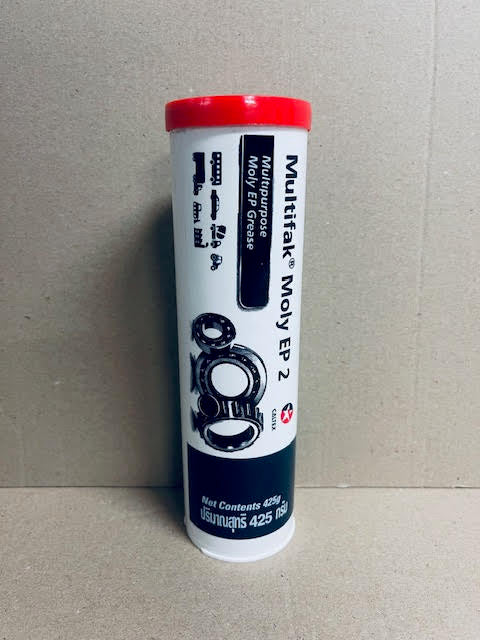 Multifak® Moly EP 2
Multipurpose
Moly EP Grease
CALTEX
Net Contents 425g
ปริมาณสุทธิ 425 กรัม